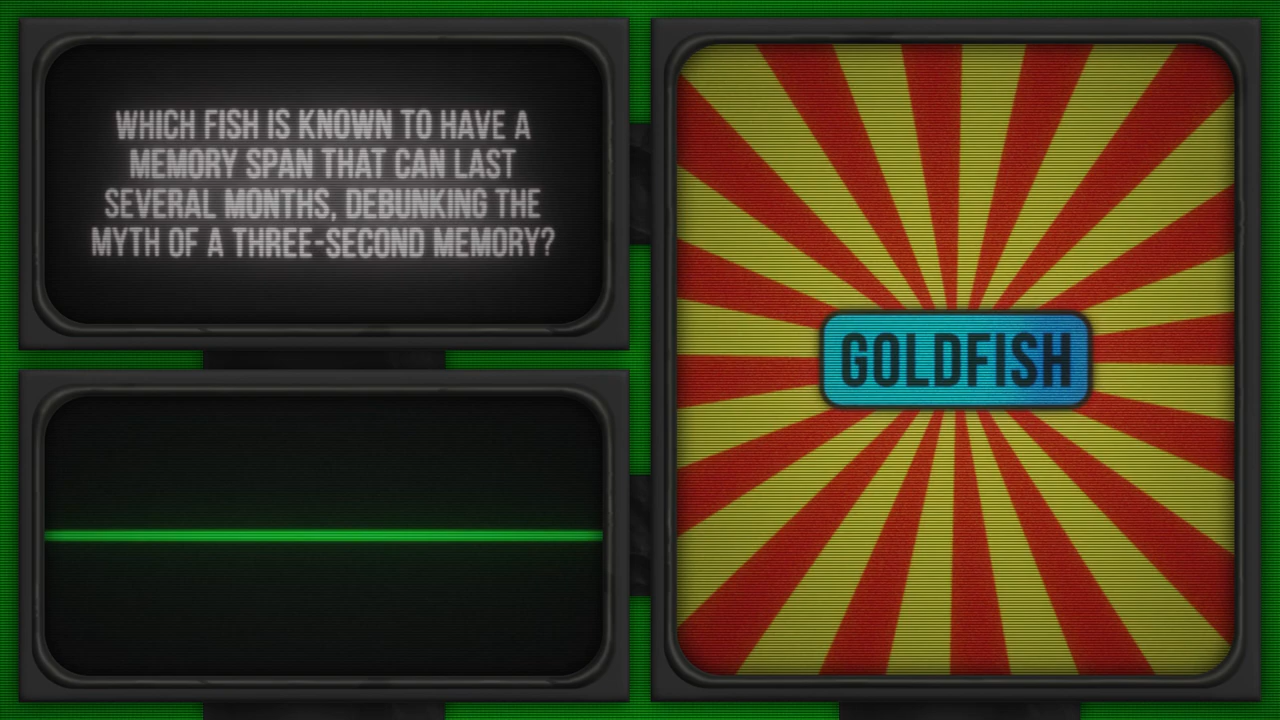 WHICH FISH IS KNOWN TO HAVE A
MEMORY SPAN THAT CAN LAST
SEVERAL MONTHS, DEBUNKING THE
MYTH OF A THREE-SECOND MEMORY?
GOLDFISH